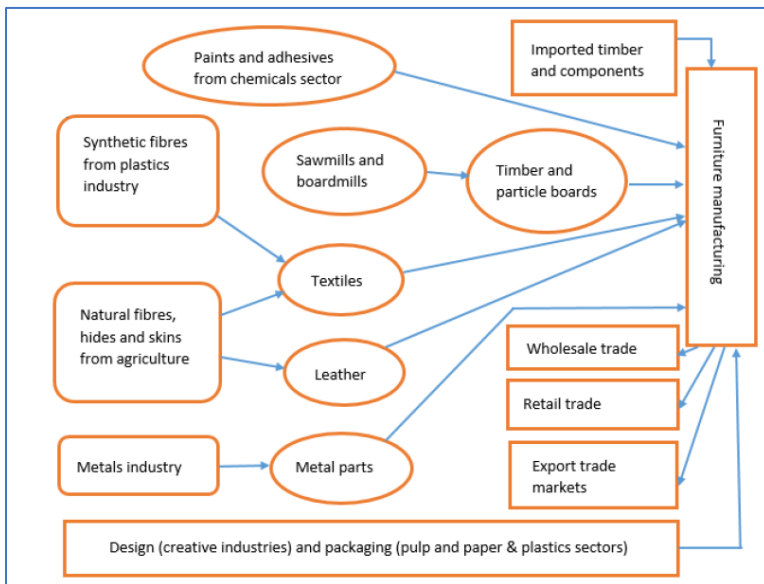 Paints and adhesives
from chemicals sector
Imported timber
and components
Furniture manufacturing
Synthetic fibres
from plastics
industry
Sawmills and
boardmills
Timber and
particle boards
Textiles
Natural fibres,
hides and skins
from agriculture
Leather
Wholesale trade
Retail trade
Metals industry
Metal parts
Export trade
markets
Design (creative industries) and packaging (pulp and paper & plastics sectors)